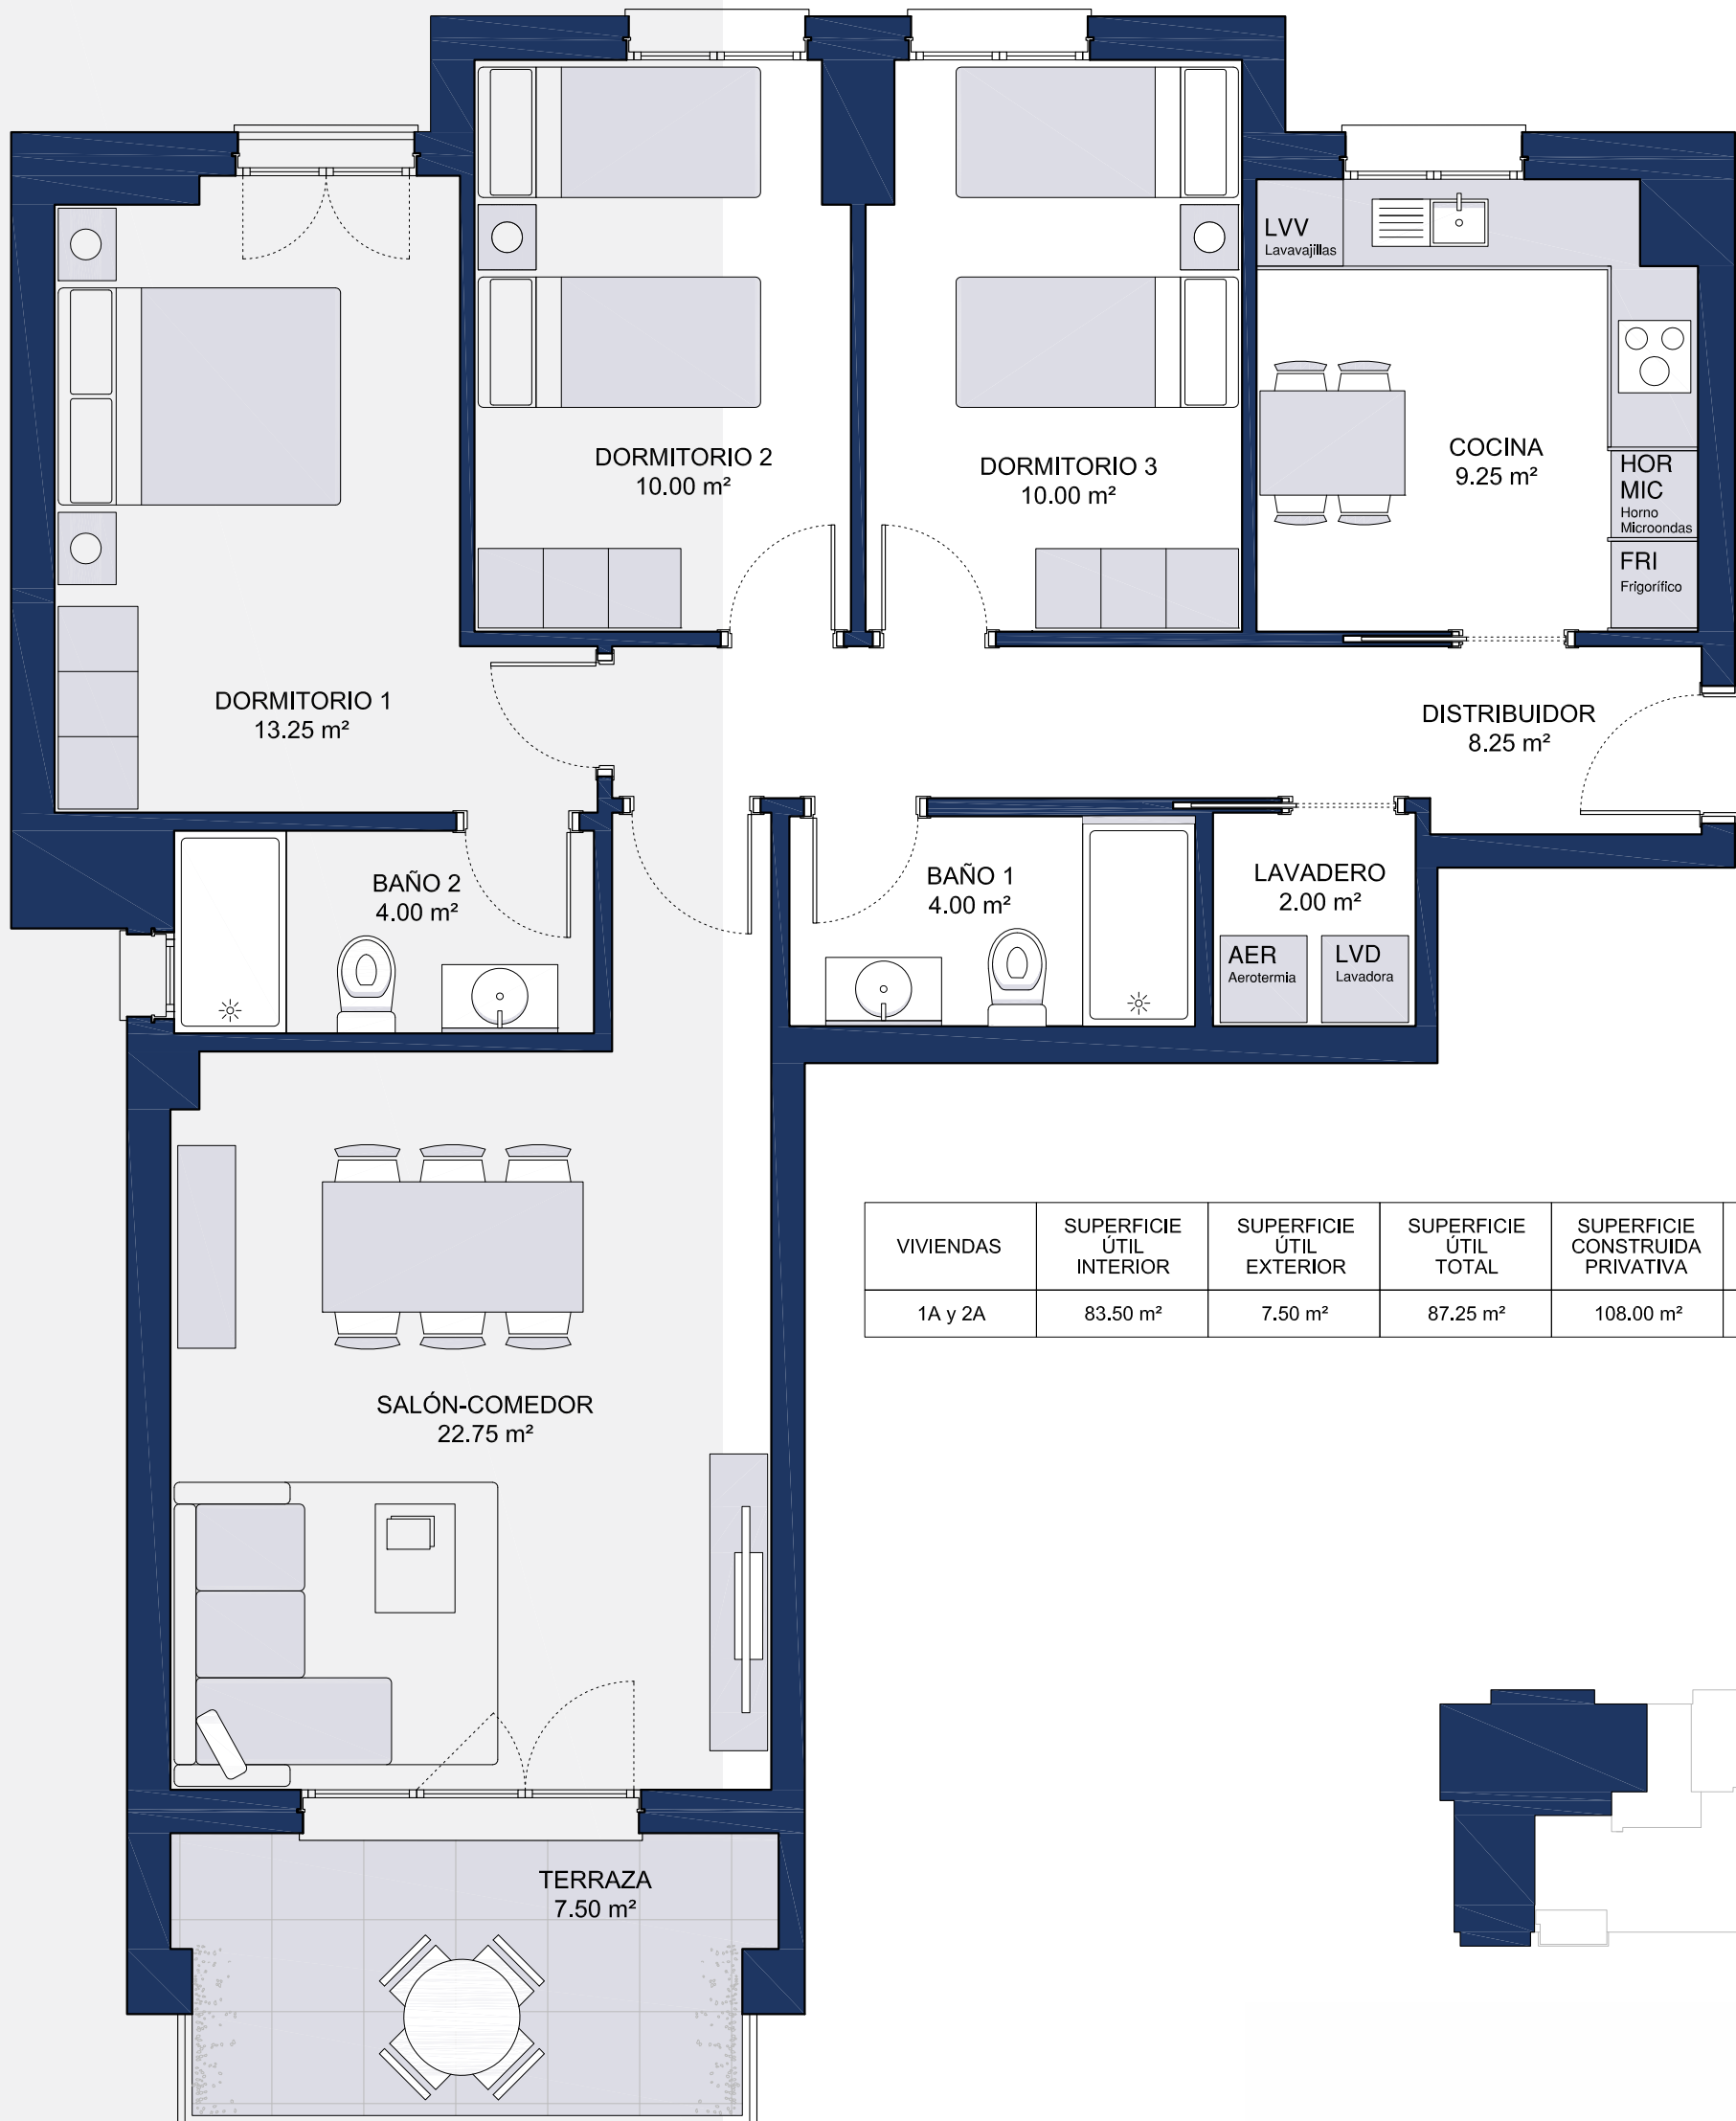 LVV
Lavavajillas
DORMITORIO 2
10.00 m²
DORMITORIO 3
10.00 m²
COCINA
9.25 m²
HOR
MIC
Horno
Microondas
FRI
Frigorífico
DORMITORIO 1
13.25 m²
DISTRIBUIDOR
8.25 m²
BAÑO 2
4.00 m²
BAÑO 1
4.00 m²
LAVADERO
2.00 m²
AER
Aerotermia
LVD
Lavadora
VIVIENDAS
SUPERFICIE
ÚTIL
INTERIOR
SUPERFICIE
ÚTIL
EXTERIOR
SUPERFICIE
ÚTIL
TOTAL
SUPERFICIE
CONSTRUIDA
PRIVATIVA
1A y 2A
83.50 m²
7.50 m²
87.25 m²
108.00 m²
SALÓN-COMEDOR
22.75 m²
TERRAZA
7.50 m²